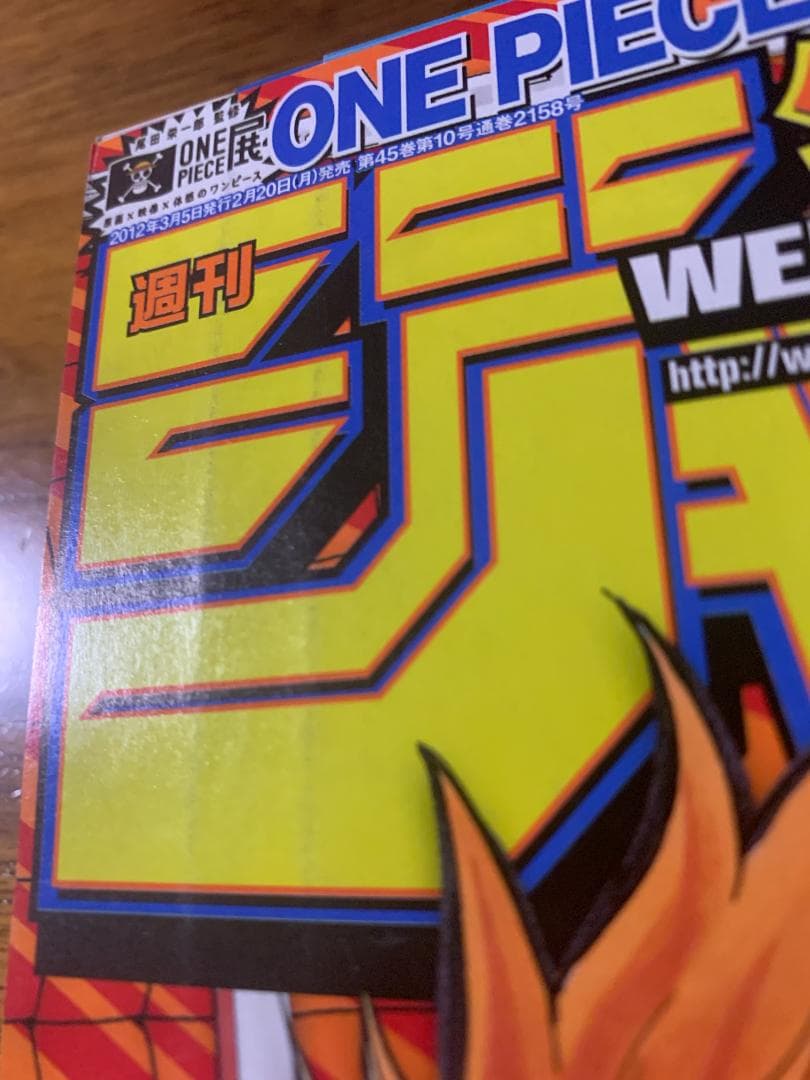 尾田栄一郎 監修
ONE PIECE展
原画×映像×体感のワンピース
ONE PIECE
2012年3月5日発行2月20日(月)発売 第45巻第10号通巻2158号
週刊
ジ
WE
http://w